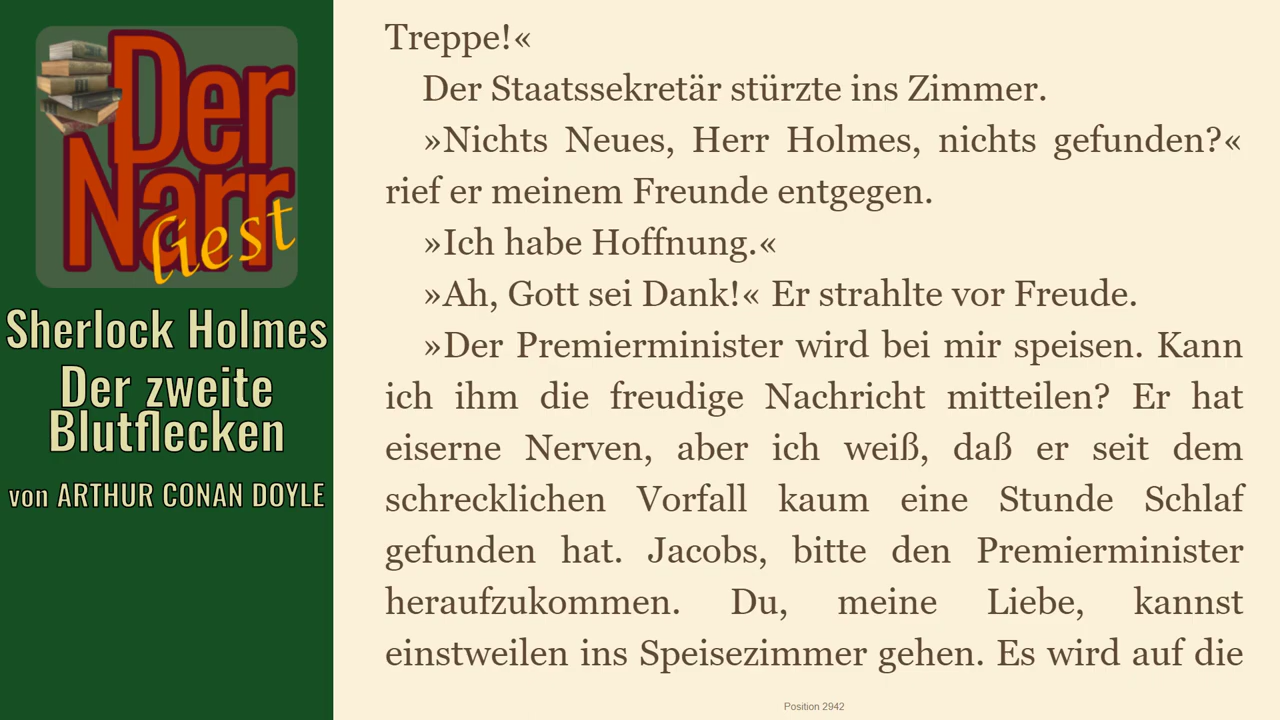 Der
Narr
liest
Sherlock Holmes
Der zweite
Blutflecken
von ARTHUR CONAN DOYLE
Treppe!«
Der Staatssekretär stürzte ins Zimmer.
»Nichts Neues, Herr Holmes, nichts gefunden?«
rief er meinem Freunde entgegen.
»Ich habe Hoffnung.«
»Ah, Gott sei Dank!« Er strahlte vor Freude.
»Der Premierminister wird bei mir speisen. Kann
ich ihm die freudige Nachricht mitteilen? Er hat
eiserne Nerven, aber ich weiß, daß er seit dem
schrecklichen Vorfall kaum eine Stunde Schlaf
gefunden hat. Jacobs, bitte den Premierminister
heraufzukommen. Du, meine Liebe, kannst
einstweilen ins Speisezimmer gehen. Es wird auf die
Position 2942